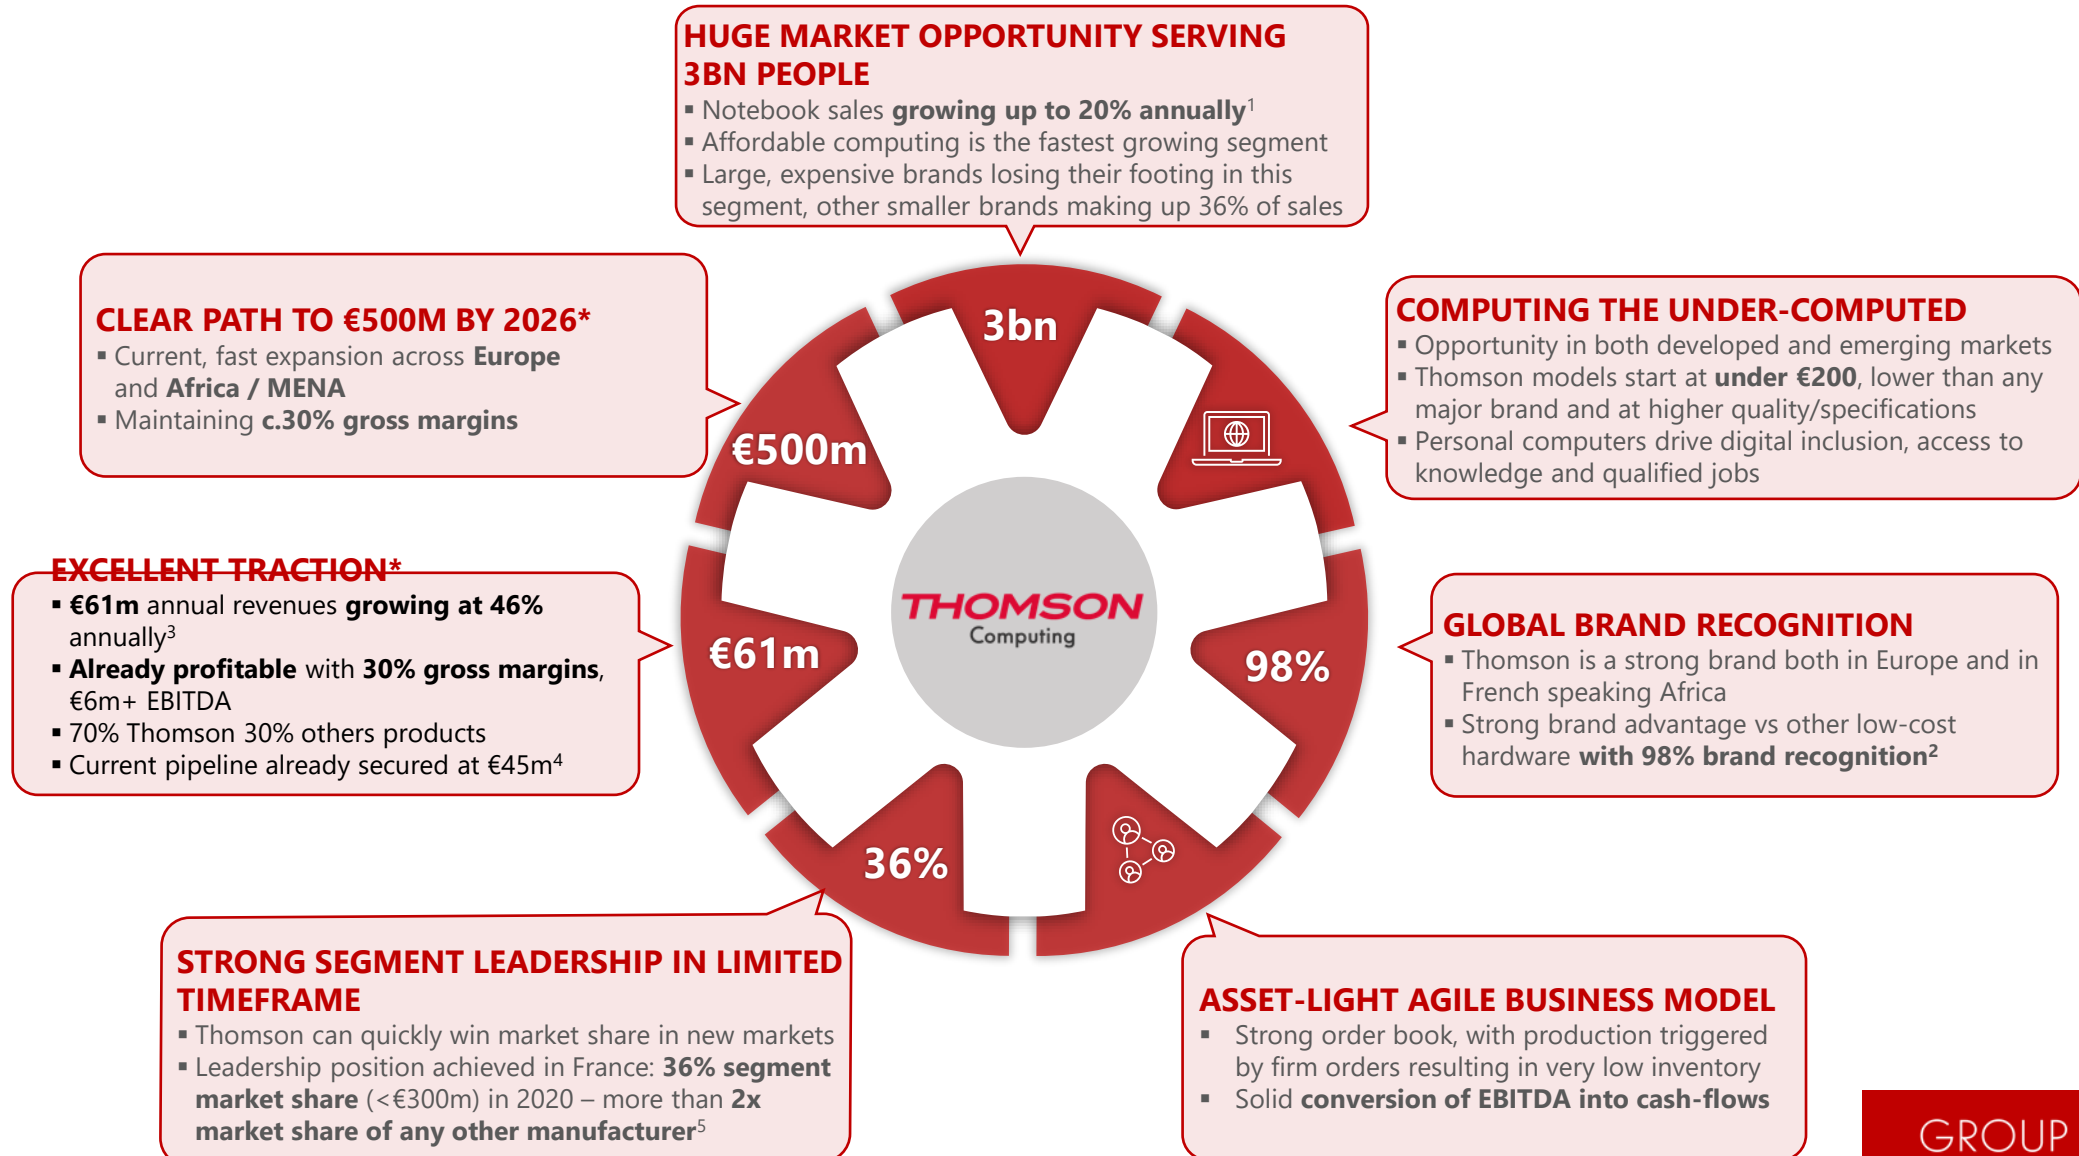 HUGE MARKET OPPORTUNITY SERVING
3BN PEOPLE
▪ Notebook sales growing up to 20% annually¹
▪ Affordable computing is the fastest growing segment
▪ Large, expensive brands losing their footing in this
segment, other smaller brands making up 36% of sales
CLEAR PATH TO €500M BY 2026*
▪ Current, fast expansion across Europe
and Africa / MENA
▪ Maintaining c.30% gross margins
COMPUTING THE UNDER-COMPUTED
▪ Opportunity in both developed and emerging markets
▪ Thomson models start at under €200, lower than any
major brand and at higher quality/specifications
▪ Personal computers drive digital inclusion, access to
knowledge and qualified jobs
3bn
€500m
EXCELLENT TRACTION*
▪ €61m annual revenues growing at 46%
annually³
▪ Already profitable with 30% gross margins,
€6m+ EBITDA
▪ 70% Thomson 30% others products
▪ Current pipeline already secured at €45m⁴
€61m
THOMSON
Computing
98%
GLOBAL BRAND RECOGNITION
▪ Thomson is a strong brand both in Europe and in
French speaking Africa
▪ Strong brand advantage vs other low-cost
hardware with 98% brand recognition²
36%
STRONG SEGMENT LEADERSHIP IN LIMITED
TIMEFRAME
▪ Thomson can quickly win market share in new markets
▪ Leadership position achieved in France: 36% segment
market share (<€300m) in 2020 – more than 2x
market share of any other manufacturer⁵
ASSET-LIGHT AGILE BUSINESS MODEL
▪ Strong order book, with production triggered
by firm orders resulting in very low inventory
▪ Solid conversion of EBITDA into cash-flows
GROUP